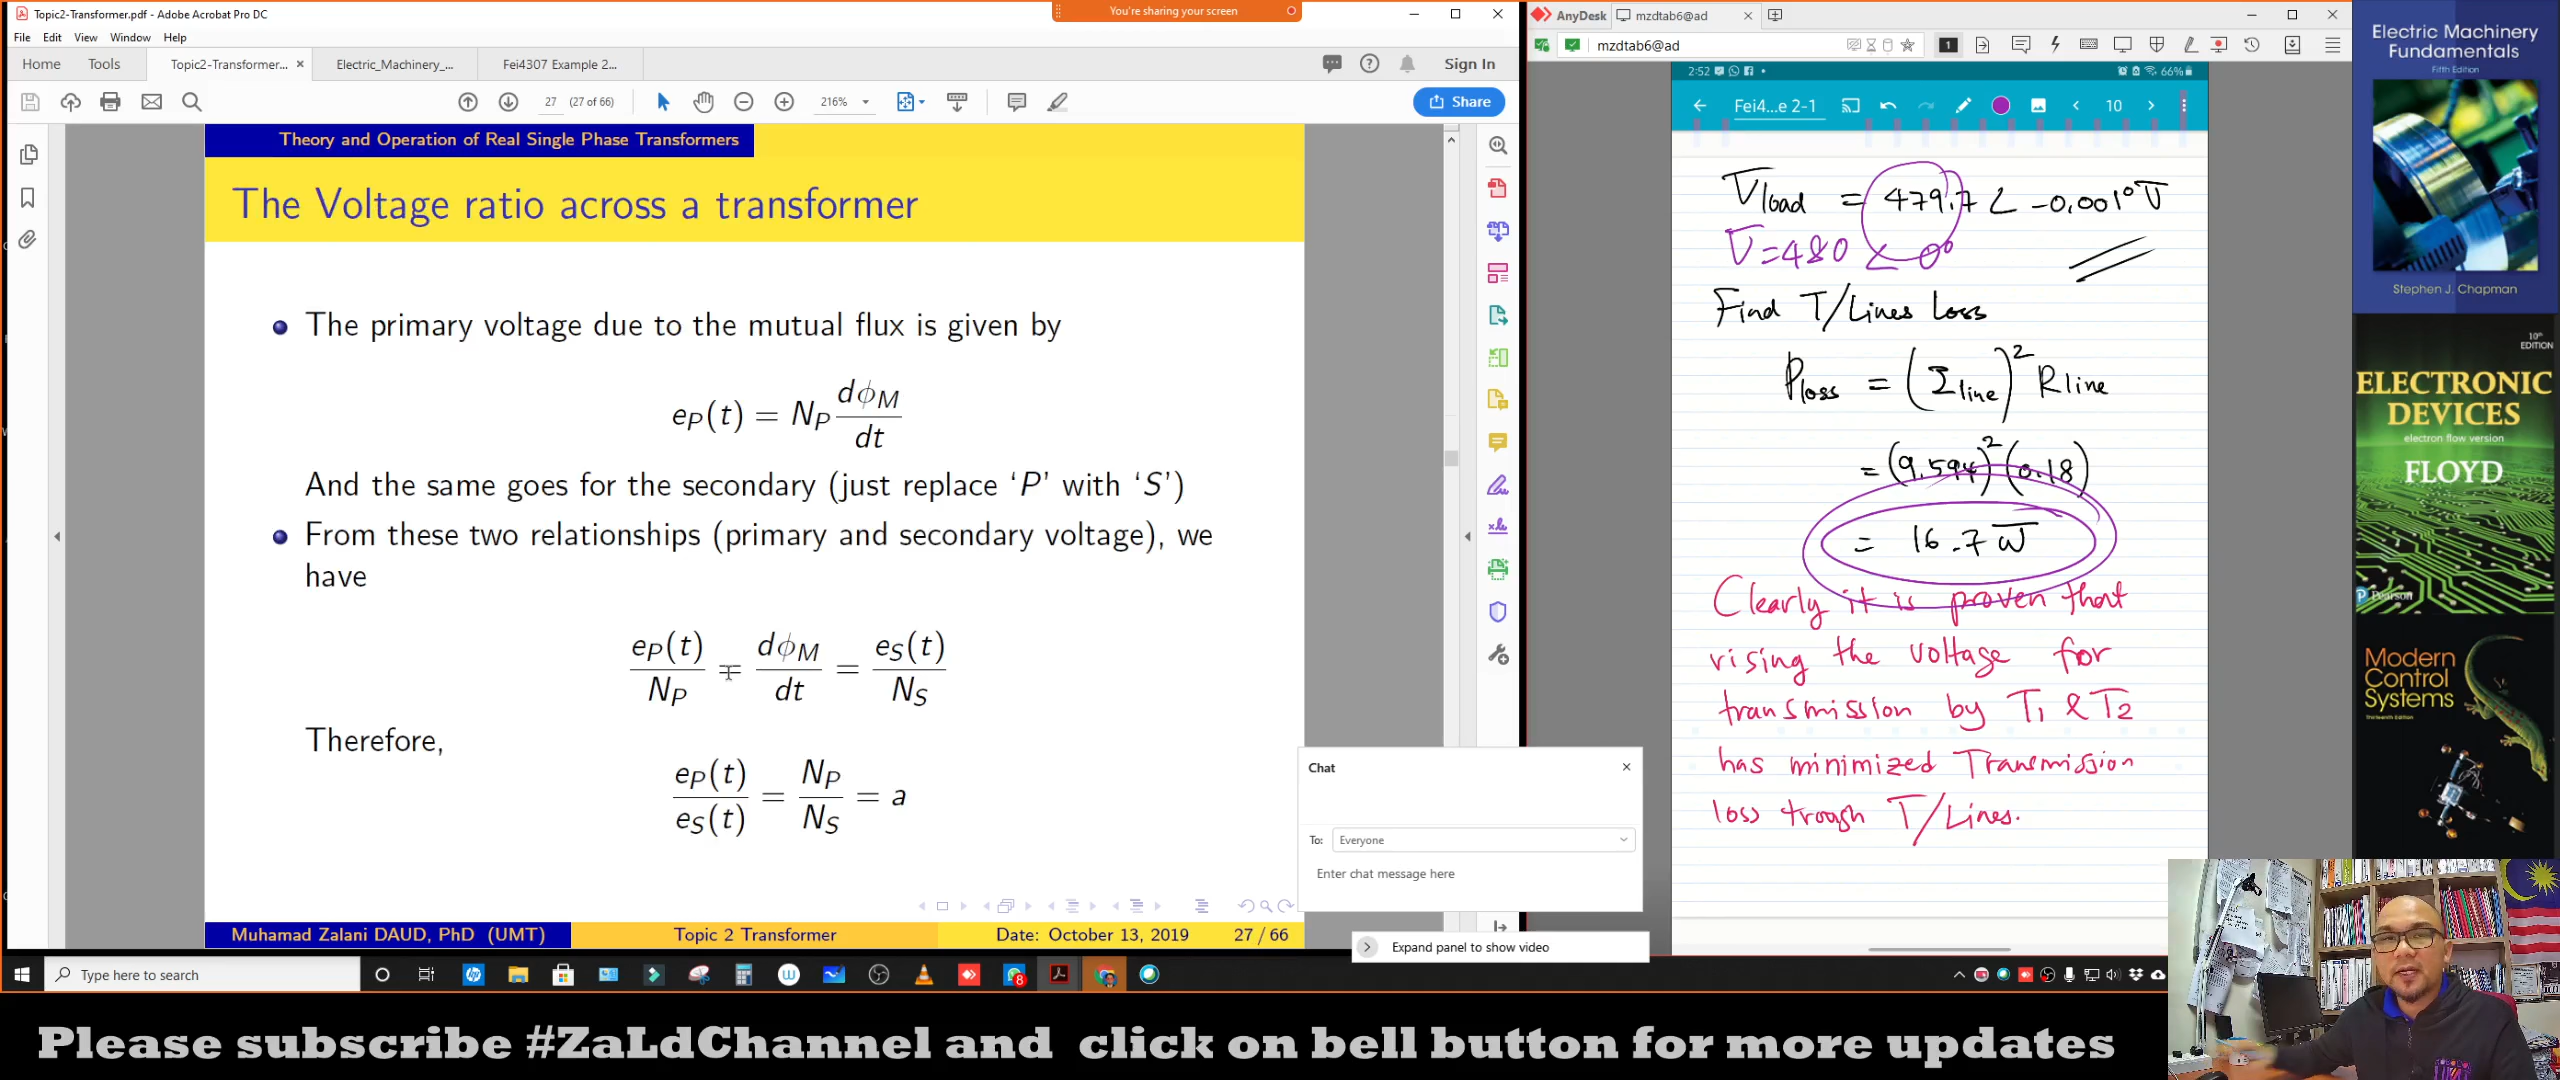 Topic2-Transformer.pdf - Adobe Acrobat Pro DC
You're sharing your screen
File Edit View Window Help
Home Tools Topic2-Transformer... × Electric_Machinery_... Fei4307 Example 2... Sign In
27 (27 of 66) 216% Share
Theory and Operation of Real Single Phase Transformers
The Voltage ratio across a transformer
The primary voltage due to the mutual flux is given by
eP(t) = NP dϕM/dt
And the same goes for the secondary (just replace ‘P’ with ‘S’)
From these two relationships (primary and secondary voltage), we
have
eP(t)/NP = dϕM/dt = eS(t)/NS
Therefore,
eP(t)/eS(t) = NP/NS = a
Muhamad Zalani DAUD, PhD (UMT) Topic 2 Transformer Date: October 13, 2019 27 / 66
Chat
To: Everyone
Enter chat message here
Expand panel to show video
Type here to search
AnyDesk mzdtab6@ad
mzdtab6@ad
2:52 66%
Fei4...e 2-1 10
Vload = 479.7 ∠ -0.001° V
V = 480 ∠ 0°
Find T/Lines Loss
Ploss = (Iline)² Rline
= (9.594)² (0.18)
= 16.7 W
Clearly it is proven that
rising the voltage for
transmission by T1 & T2
has minimized Transmission
loss trough T/Lines.
Electric Machinery
Fundamentals
Fifth Edition
Stephen J. Chapman
10th
EDITION
ELECTRONIC
DEVICES
electron flow version
FLOYD
Pearson
Modern
Control
Systems
Thirteenth Edition
Please subscribe #ZaLdChannel and click on bell button for more updates